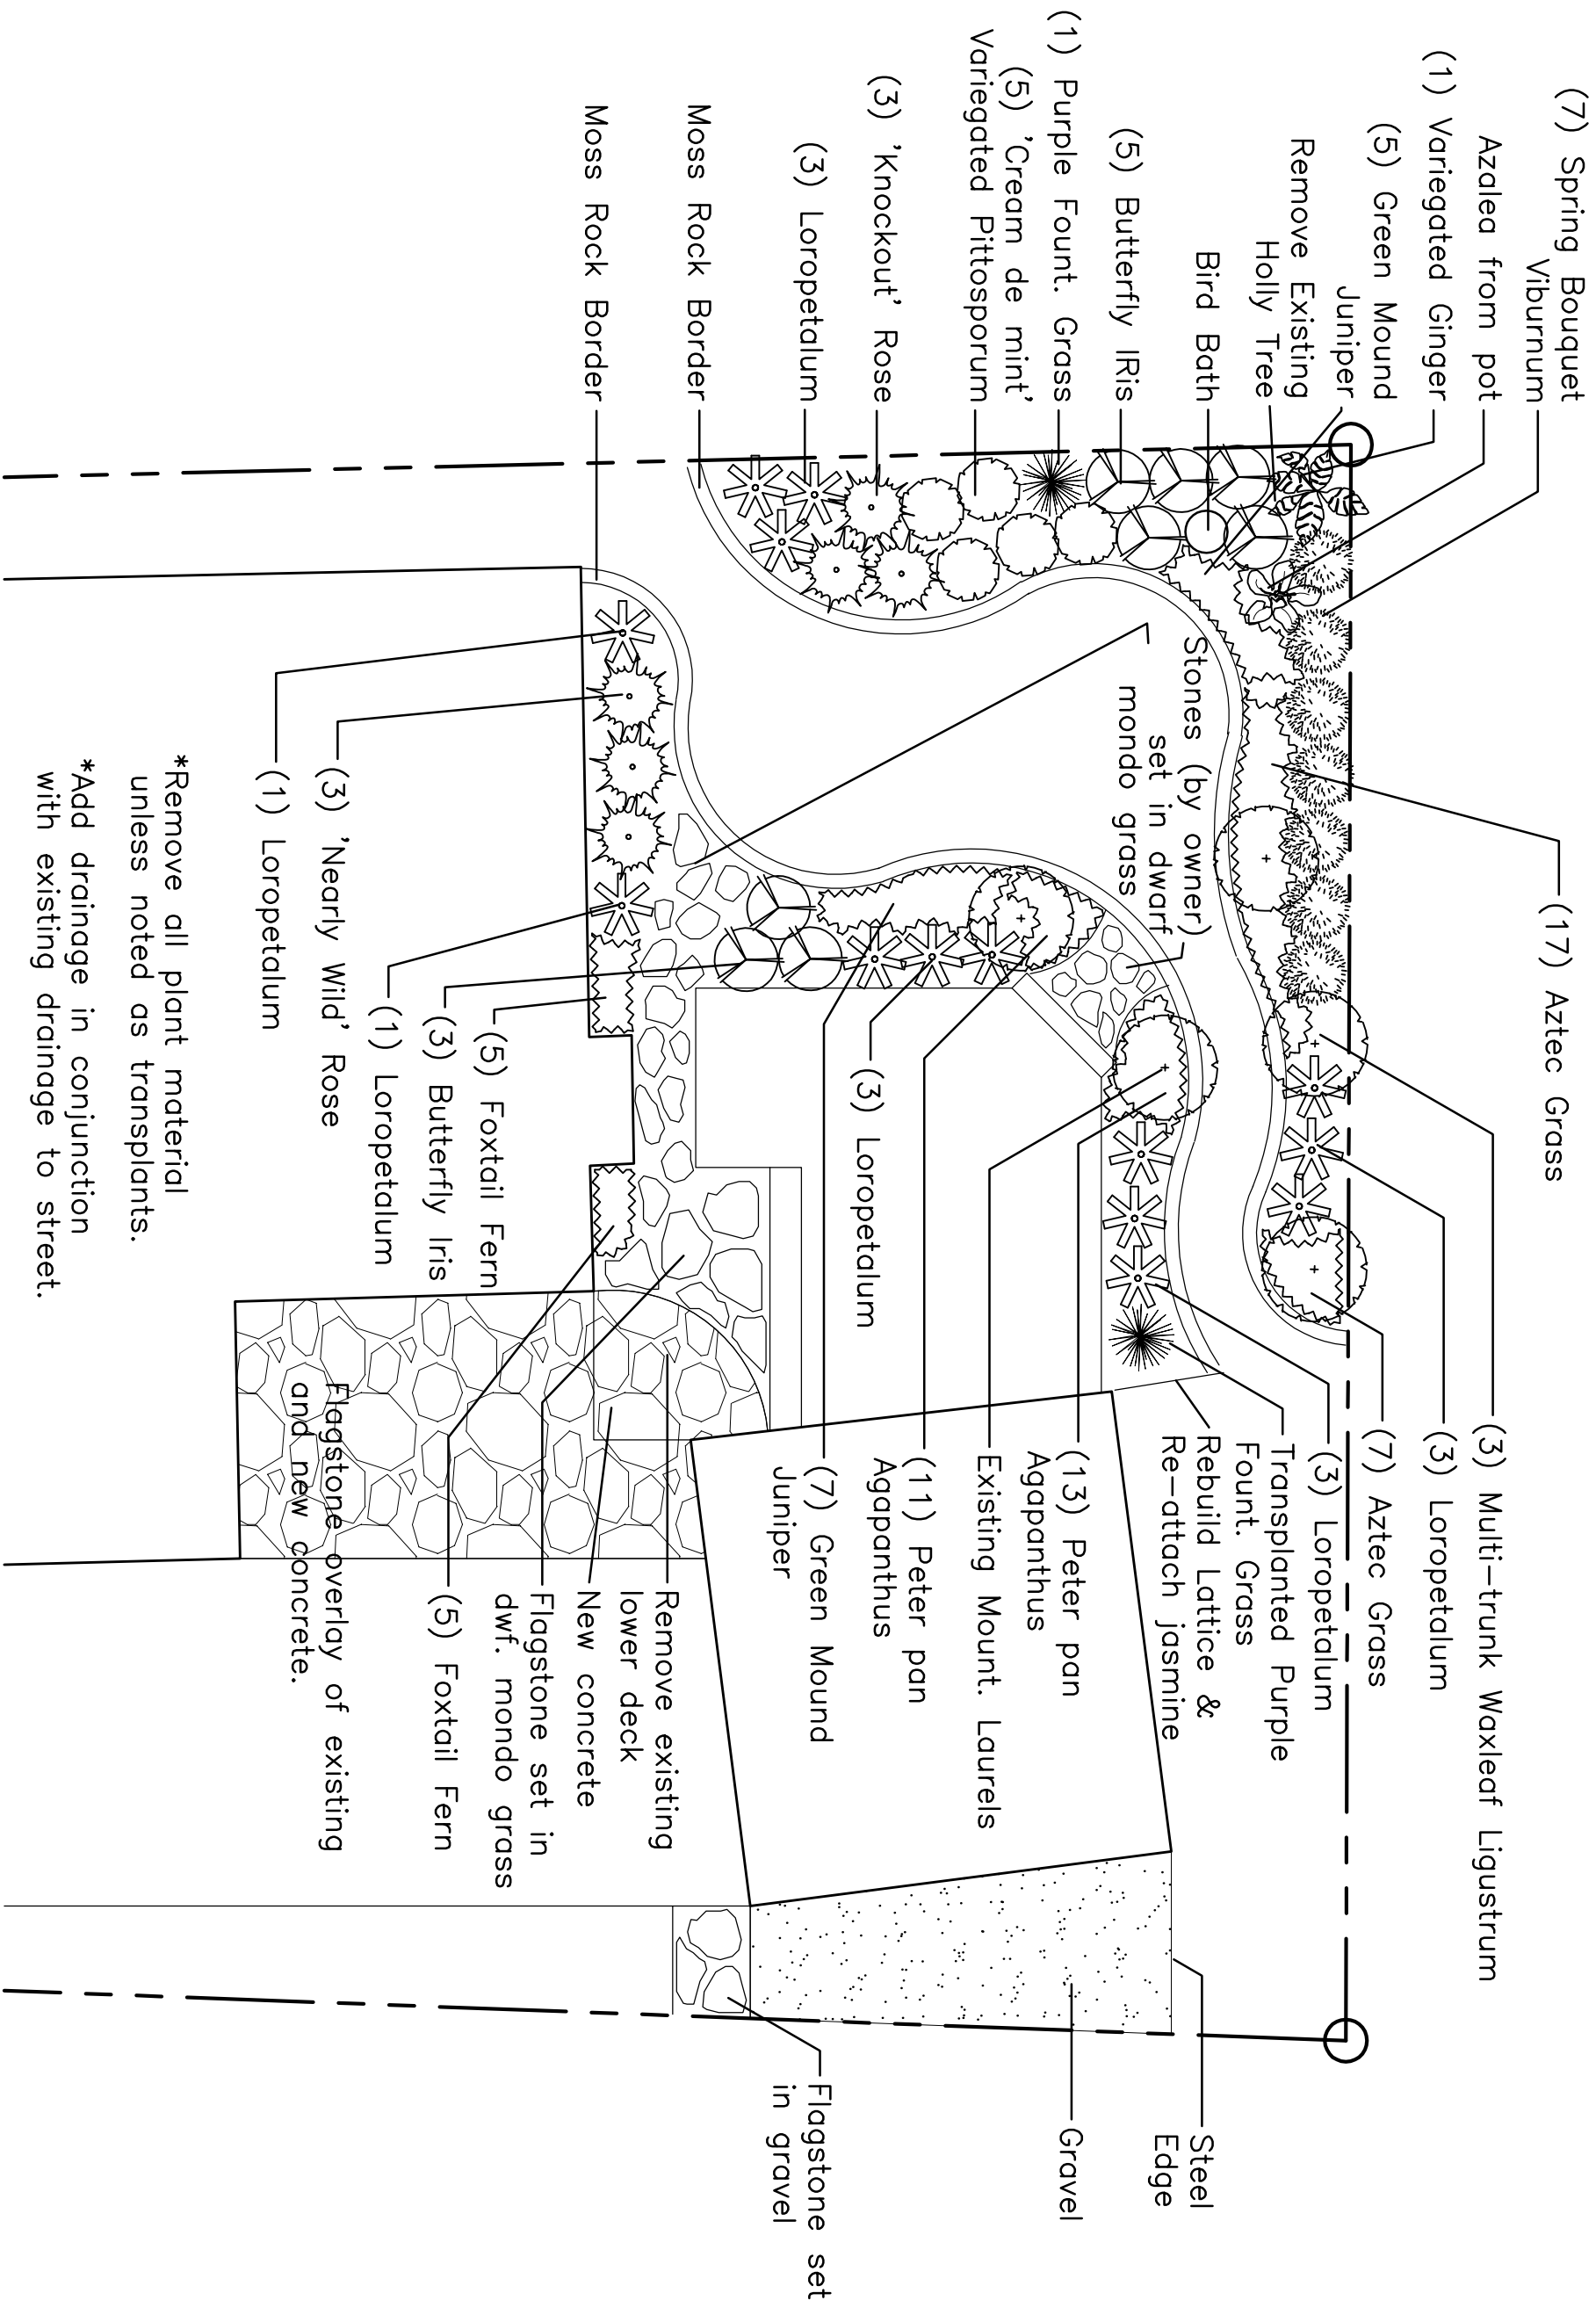 (7) Spring Bouquet
Viburnum
Azalea from pot
(1) Variegated Ginger
(5) Green Mound
Juniper
Remove Existing
Holly Tree
Bird Bath
(5) Butterfly IRis
(1) Purple Fount. Grass
(5) 'Cream de mint'
Variegated Pittosporum
(3) 'Knockout' Rose
(3) Loropetalum
Moss Rock Border
Moss Rock Border
Stones (by owner)
set in dwarf
mondo grass
(17) Aztec Grass
(3) Multi-trunk Waxleaf Ligustrum
(3) Loropetalum
(7) Aztec Grass
(3) Loropetalum
Transplanted Purple
Fount. Grass
Rebuild Lattice &
Re-attach jasmine
(13) Peter pan
Agapanthus
Existing Mount. Laurels
(11) Peter pan
Agapanthus
(7) Green Mound
Juniper
(3) Loropetalum
(5) Foxtail Fern
(3) Butterfly Iris
(1) Loropetalum
(3) 'Nearly Wild' Rose
(1) Loropetalum
*Remove all plant material
unless noted as transplants.
*Add drainage in conjunction
with existing drainage to street.
Remove existing
lower deck
New concrete
Flagstone set in
dwf. mondo grass
(5) Foxtail Fern
Flagstone overlay of existing
and new concrete.
Steel
Edge
Gravel
Flagstone set
in gravel